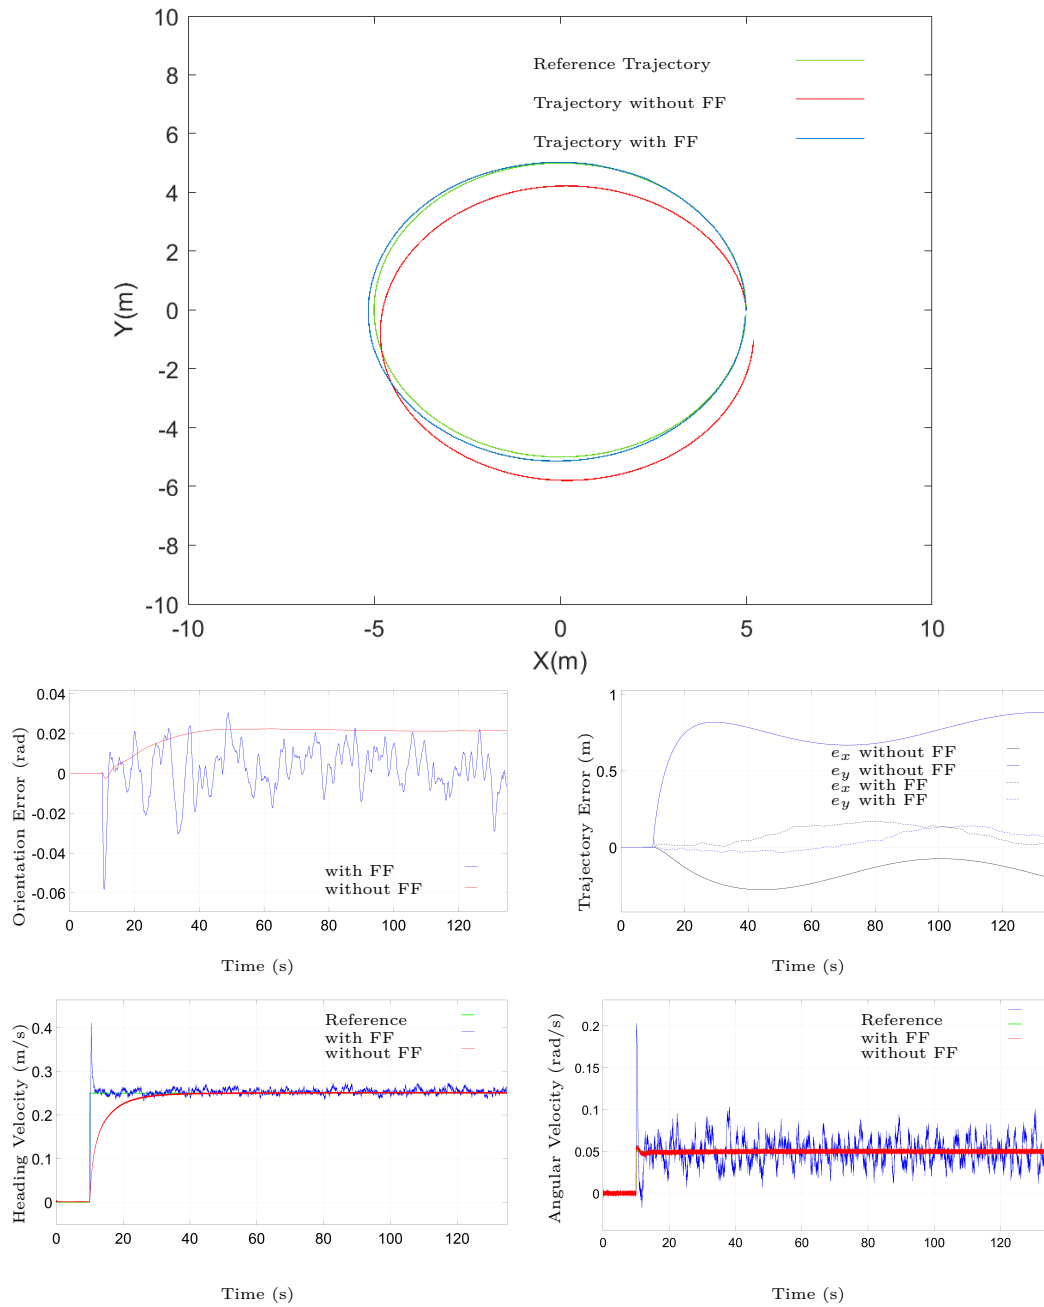 10
8
6
4
2
0
-2
-4
-6
-8
-10
Y(m)
Reference Trajectory
Trajectory without FF
Trajectory with FF
-10 -5 0 5 10
X(m)
0.04
0.02
0
-0.02
-0.04
-0.06
Orientation Error (rad)
with FF
without FF
0 20 40 60 80 100 120
Time (s)
1
0.5
0
Trajectory Error (m)
e_x without FF
e_y without FF
e_x with FF
e_y with FF
0 20 40 60 80 100 120
Time (s)
0.4
0.3
0.2
0.1
0
Heading Velocity (m/s)
Reference
with FF
without FF
0 20 40 60 80 100 120
Time (s)
0.2
0.15
0.1
0.05
0
Angular Velocity (rad/s)
Reference
with FF
without FF
0 20 40 60 80 100 120
Time (s)